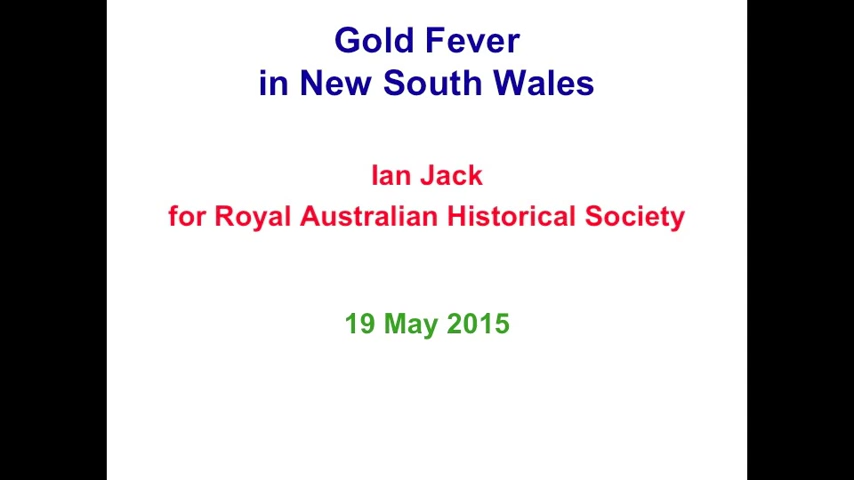 Gold Fever
in New South Wales
Ian Jack
for Royal Australian Historical Society
19 May 2015